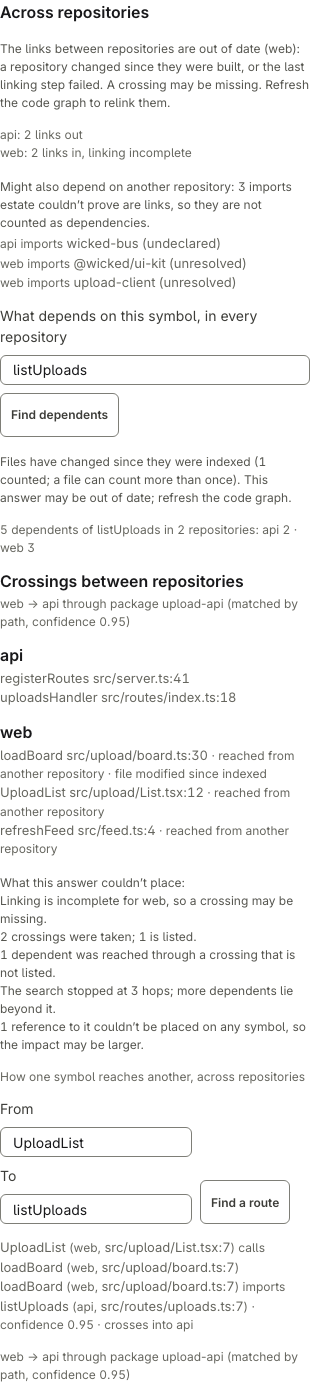 Across repositories
The links between repositories are out of date (web):
a repository changed since they were built, or the last
linking step failed. A crossing may be missing. Refresh
the code graph to relink them.
api: 2 links out
web: 2 links in, linking incomplete
Might also depend on another repository: 3 imports
estate couldn’t prove are links, so they are not
counted as dependencies.
api imports wicked-bus (undeclared)
web imports @wicked/ui-kit (unresolved)
web imports upload-client (unresolved)
What depends on this symbol, in every
repository
listUploads
Find dependents
Files have changed since they were indexed (1
counted; a file can count more than once). This
answer may be out of date; refresh the code graph.
5 dependents of listUploads in 2 repositories: api 2 ·
web 3
Crossings between repositories
web → api through package upload-api (matched by
path, confidence 0.95)
api
registerRoutes src/server.ts:41
uploadsHandler src/routes/index.ts:18
web
loadBoard src/upload/board.ts:30 · reached from
another repository · file modified since indexed
UploadList src/upload/List.tsx:12 · reached from
another repository
refreshFeed src/feed.ts:4 · reached from another
repository
What this answer couldn’t place:
Linking is incomplete for web, so a crossing may be
missing.
2 crossings were taken; 1 is listed.
1 dependent was reached through a crossing that is
not listed.
The search stopped at 3 hops; more dependents lie
beyond it.
1 reference to it couldn’t be placed on any symbol, so
the impact may be larger.
How one symbol reaches another, across repositories
From
UploadList
To
listUploads
Find a route
UploadList (web, src/upload/List.tsx:7) calls
loadBoard (web, src/upload/board.ts:7)
loadBoard (web, src/upload/board.ts:7) imports
listUploads (api, src/routes/uploads.ts:7) ·
confidence 0.95 · crosses into api
web → api through package upload-api (matched by
path, confidence 0.95)